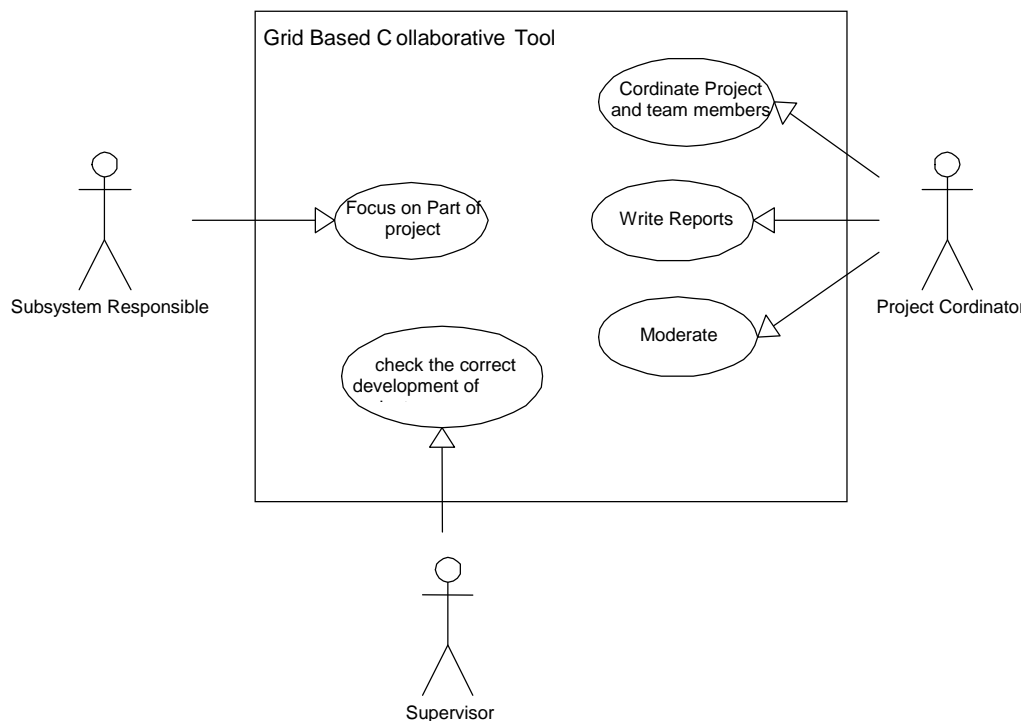 Grid Based Collaborative Tool
Cordinate Project
and team members
Focus on Part of
project
Write Reports
Subsystem Responsible
Project Cordinator
Moderate
check the correct
development of
Supervisor